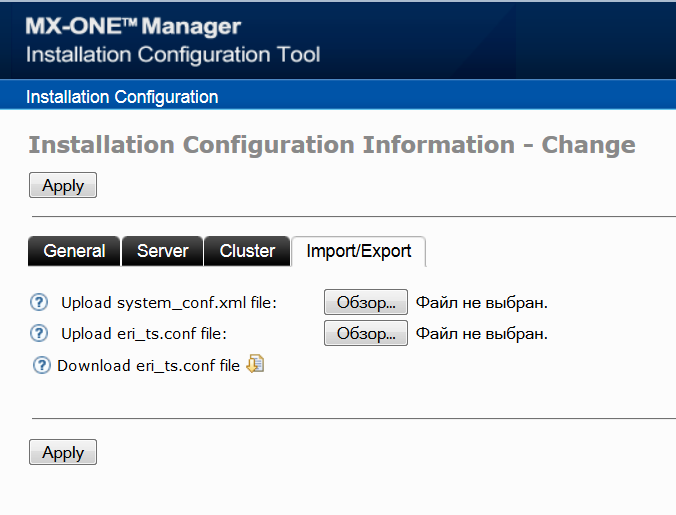 MX-ONE™ Manager
Installation Configuration Tool
Installation Configuration
Installation Configuration Information - Change
Apply
General Server Cluster Import/Export
? Upload system_conf.xml file: Обзор... Файл не выбран.
? Upload eri_ts.conf file: Обзор... Файл не выбран.
? Download eri_ts.conf file
Apply